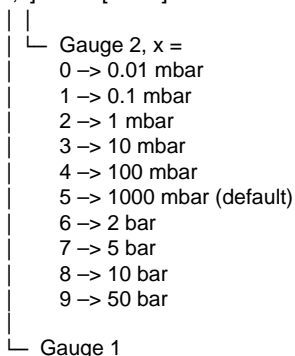 Gauge 2, x =
0 –> 0.01 mbar
1 –> 0.1 mbar
2 –> 1 mbar
3 –> 10 mbar
4 –> 100 mbar
5 –> 1000 mbar (default)
6 –> 2 bar
7 –> 5 bar
8 –> 10 bar
9 –> 50 bar
Gauge 1